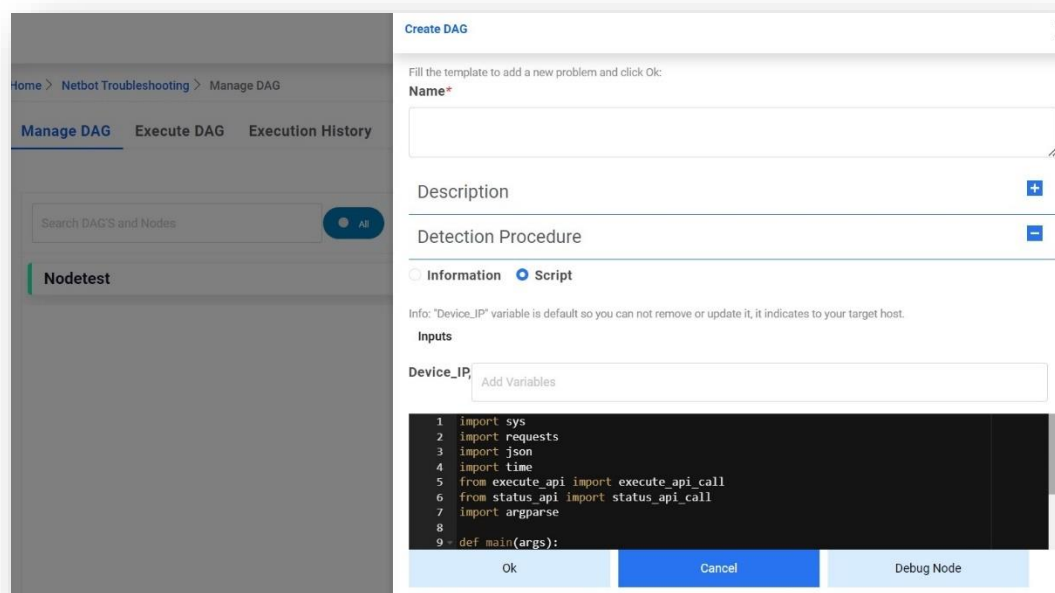 Create DAG
Home > Netbot Troubleshooting > Manage DAG
Manage DAG Execute DAG Execution History
Search DAG'S and Nodes All
Nodetest
Fill the template to add a new problem and click Ok:
Name*
Description
Detection Procedure
Information Script
Info: "Device_IP" variable is default so you can not remove or update it, it indicates to your target host.
Inputs
Device_IP, Add Variables
1 import sys
2 import requests
3 import json
4 import time
5 from execute_api import execute_api_call
6 from status_api import status_api_call
7 import argparse
8
9 def main(args):
Ok Cancel Debug Node